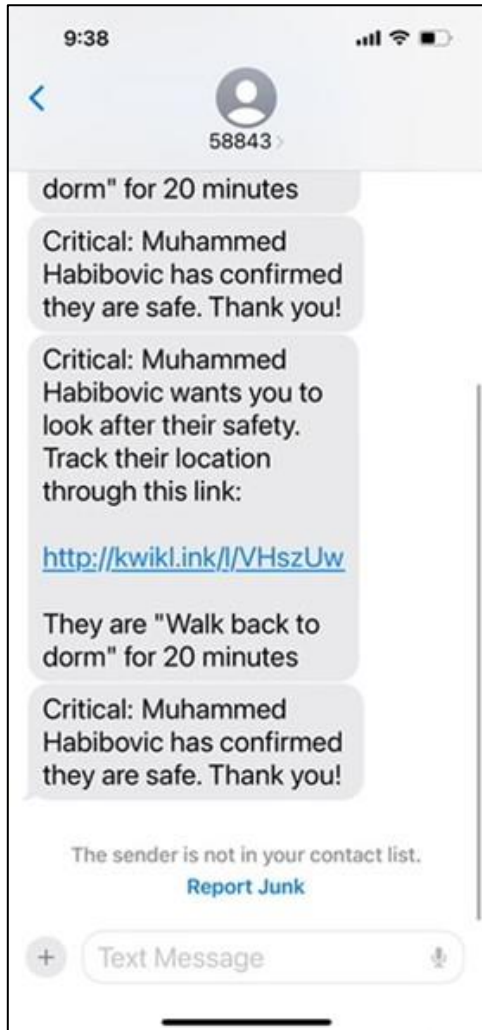 9:38
58843
dorm" for 20 minutes
Critical: Muhammed
Habibovic has confirmed
they are safe. Thank you!
Critical: Muhammed
Habibovic wants you to
look after their safety.
Track their location
through this link:
http://kwikl.ink/l/VHszUw
They are "Walk back to
dorm" for 20 minutes
Critical: Muhammed
Habibovic has confirmed
they are safe. Thank you!
The sender is not in your contact list.
Report Junk
Text Message